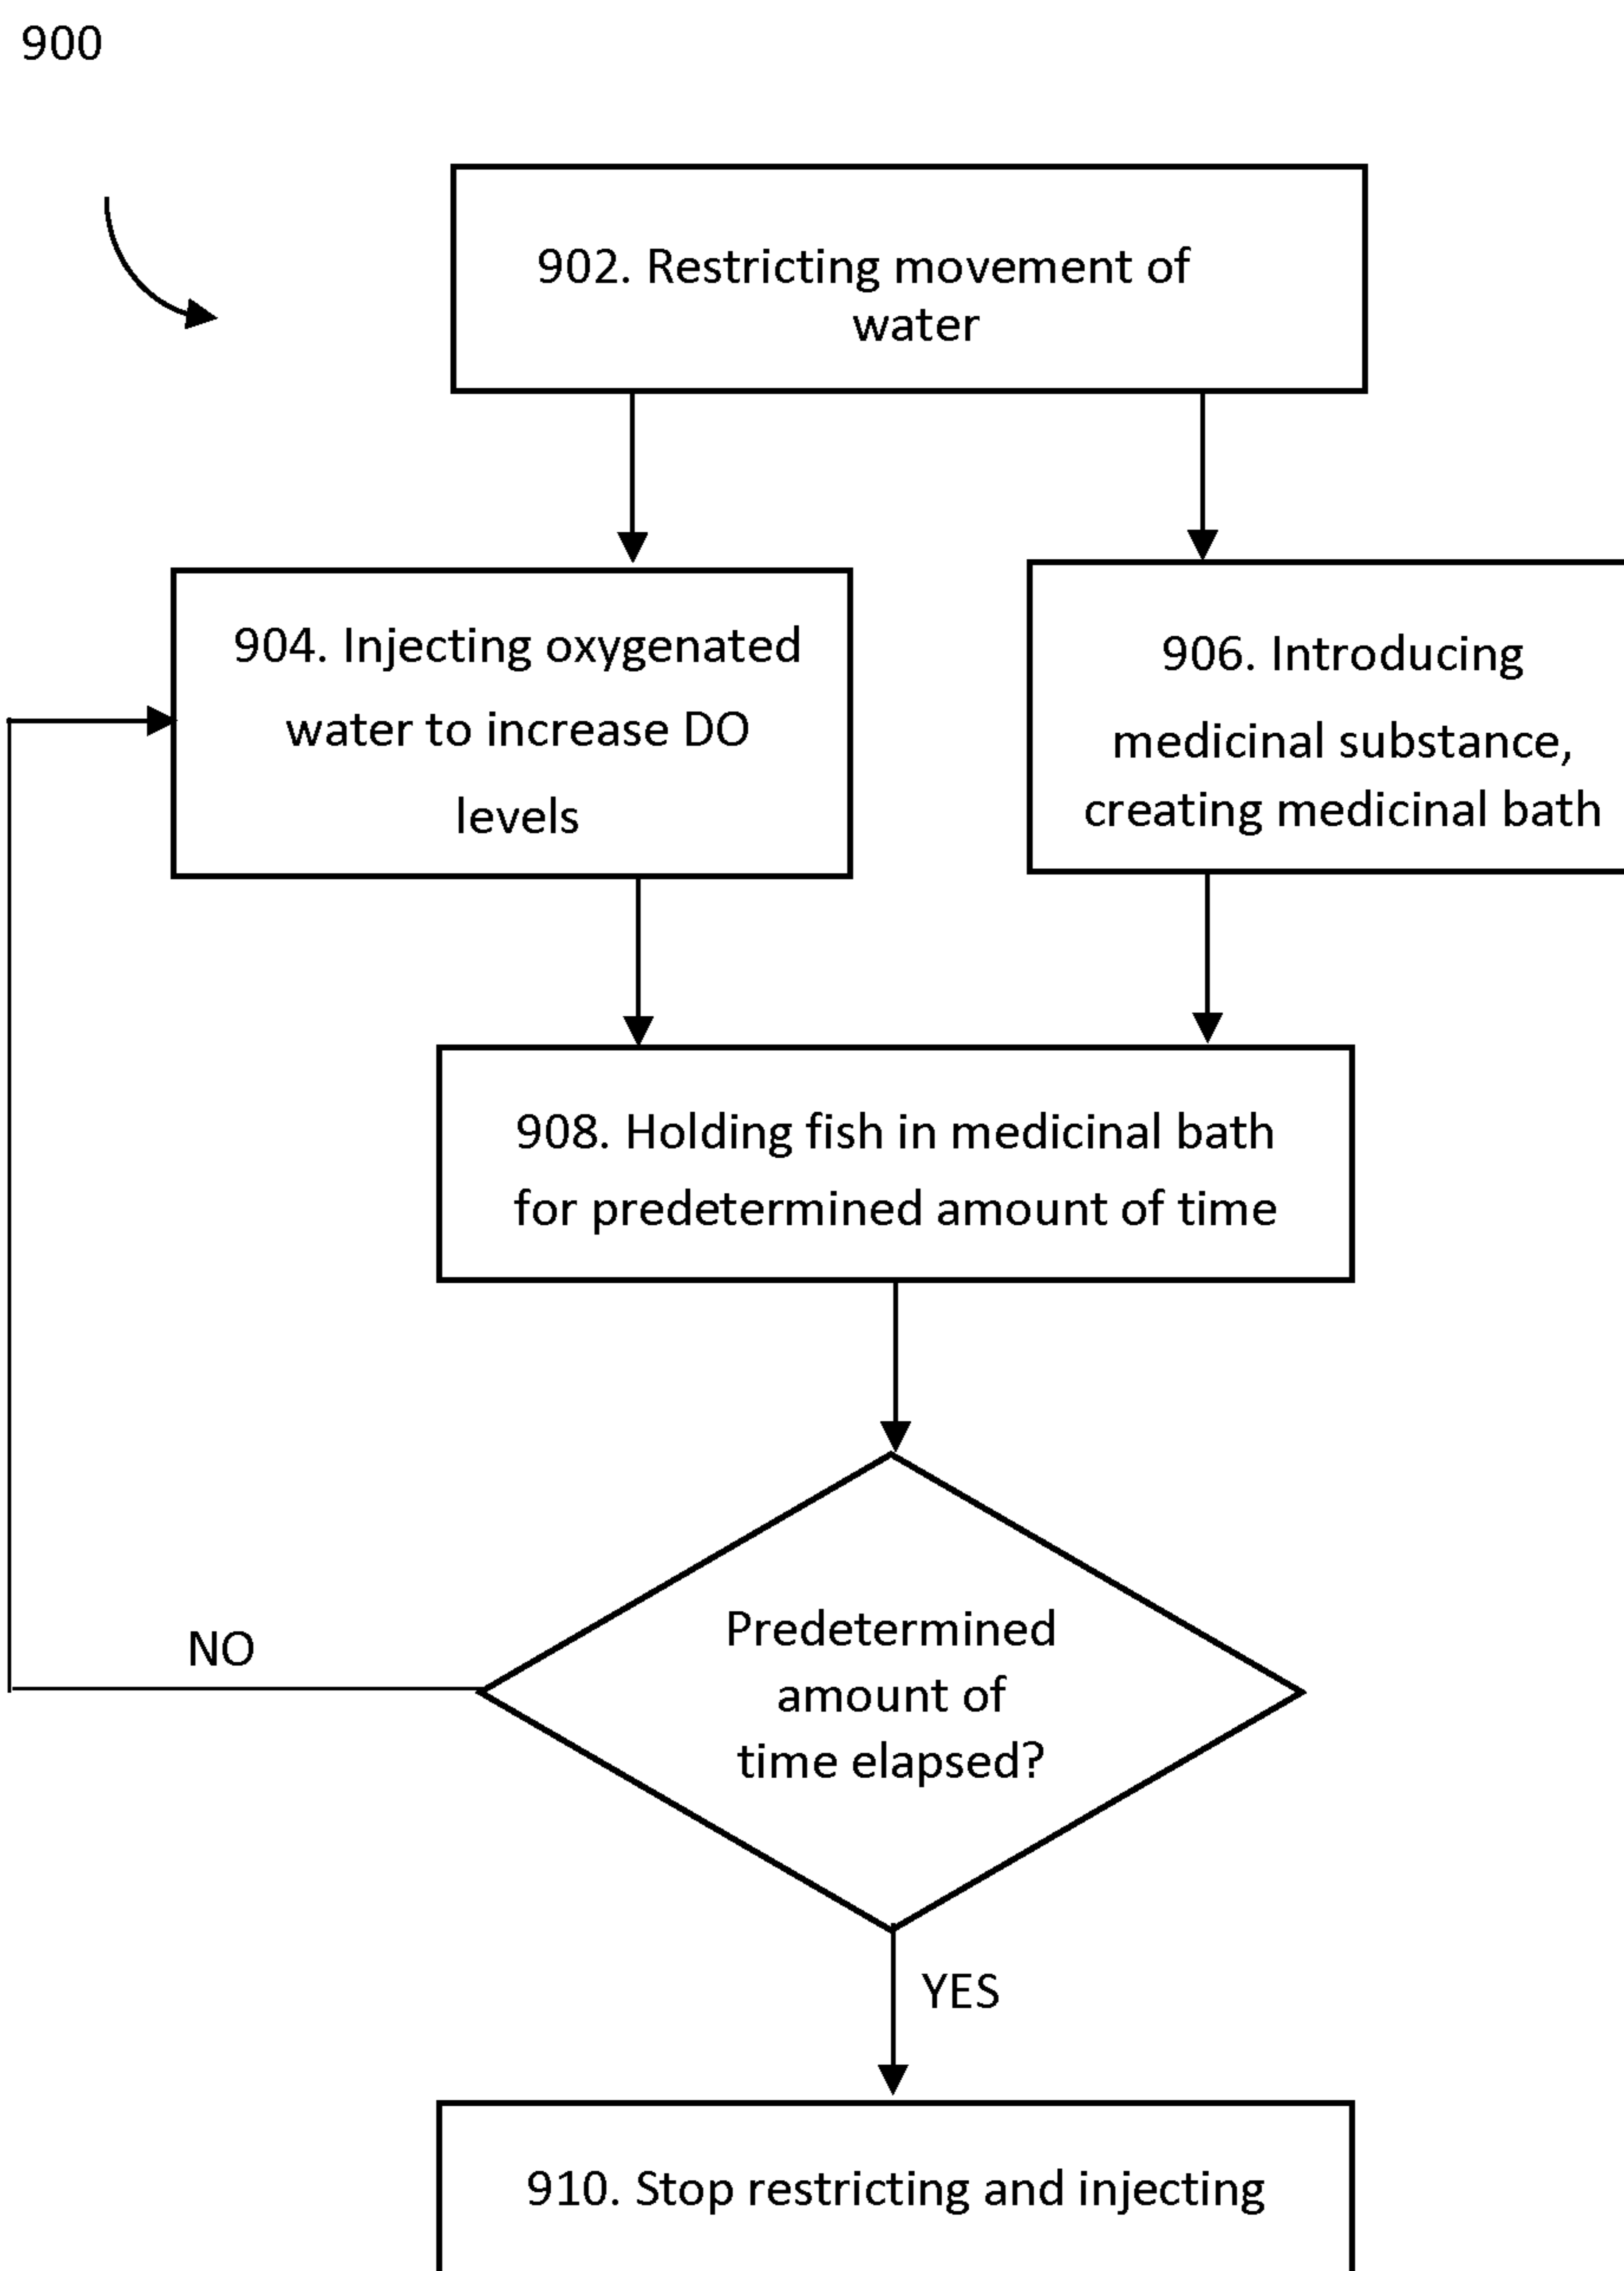 900
902. Restricting movement of
water
904. Injecting oxygenated
water to increase DO
levels
906. Introducing
medicinal substance,
creating medicinal bath
908. Holding fish in medicinal bath
for predetermined amount of time
Predetermined
amount of
time elapsed?
NO
YES
910. Stop restricting and injecting